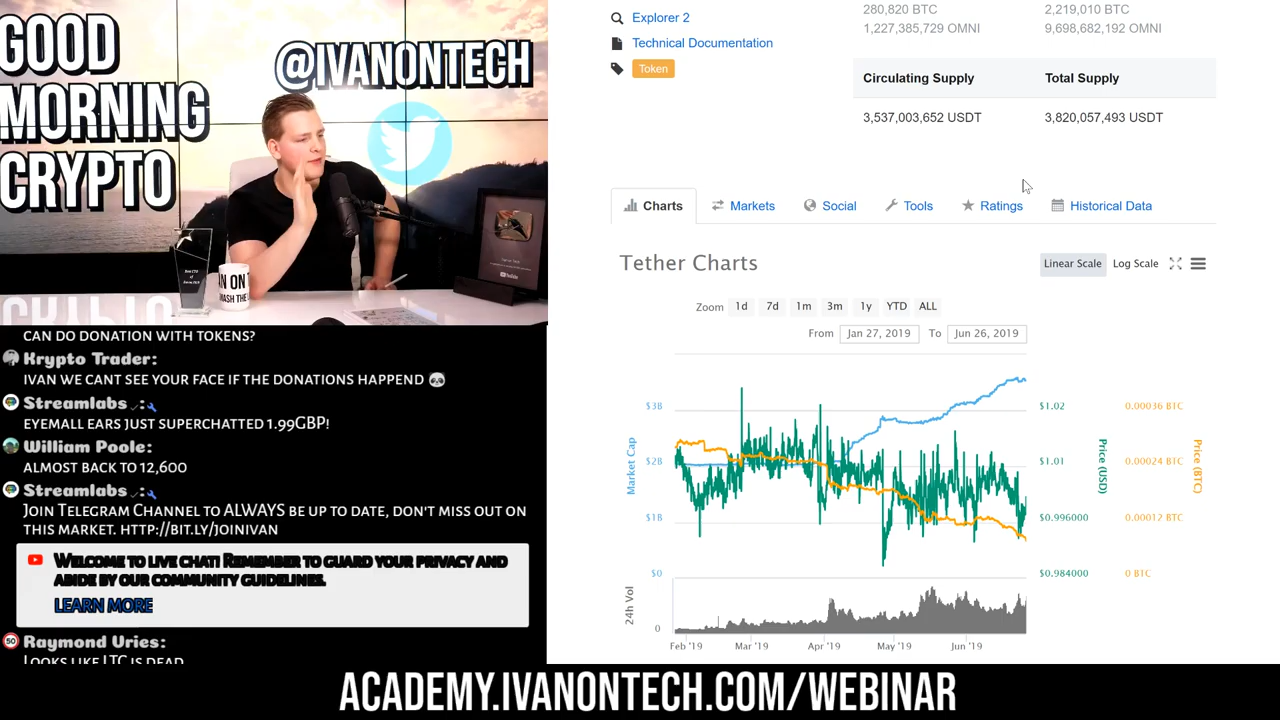 GOOD
MORNING
CRYPTO
@IVANONTECH
CAN DO DONATION WITH TOKENS?
Krypto Trader:
IVAN WE CANT SEE YOUR FACE IF THE DONATIONS HAPPEND
Streamlabs :
EYEMALL EARS JUST SUPERCHATTED 1.99GBP!
William Poole:
ALMOST BACK TO 12,600
Streamlabs :
JOIN TELEGRAM CHANNEL TO ALWAYS BE UP TO DATE, DON'T MISS OUT ON
THIS MARKET. HTTP://BIT.LY/JOINIVAN
WELCOME TO LIVE CHAT! REMEMBER TO GUARD YOUR PRIVACY AND
ABIDE BY OUR COMMUNITY GUIDELINES.
LEARN MORE
50
Raymond Uries:
LOOKS LIKE LTC IS DEAD
Explorer 2
Technical Documentation
Token
280,820 BTC 2,219,010 BTC
1,227,385,729 OMNI 9,698,682,192 OMNI
Circulating Supply Total Supply
3,537,003,652 USDT 3,820,057,493 USDT
Charts Markets Social Tools Ratings Historical Data
Tether Charts
Linear Scale Log Scale
Zoom 1d 7d 1m 3m 1y YTD ALL
From Jan 27, 2019 To Jun 26, 2019
$3B $1.02 0.00036 BTC
$2B $1.01 0.00024 BTC
$1B $0.996000 0.00012 BTC
$0 $0.984000 0 BTC
Market Cap
Price (USD)
Price (BTC)
24h Vol
0
Feb '19 Mar '19 Apr '19 May '19 Jun '19
ACADEMY.IVANONTECH.COM/WEBINAR